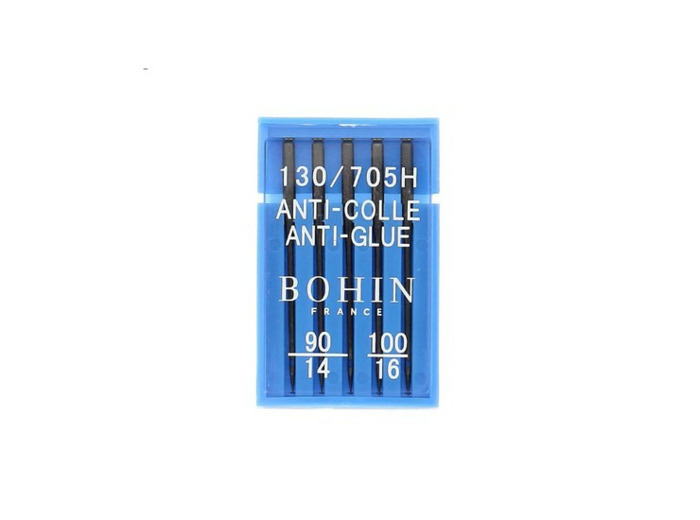 130/705H
ANTI-COLLE
ANTI-GLUE
BOHIN
FRANCE
90 100
14 16